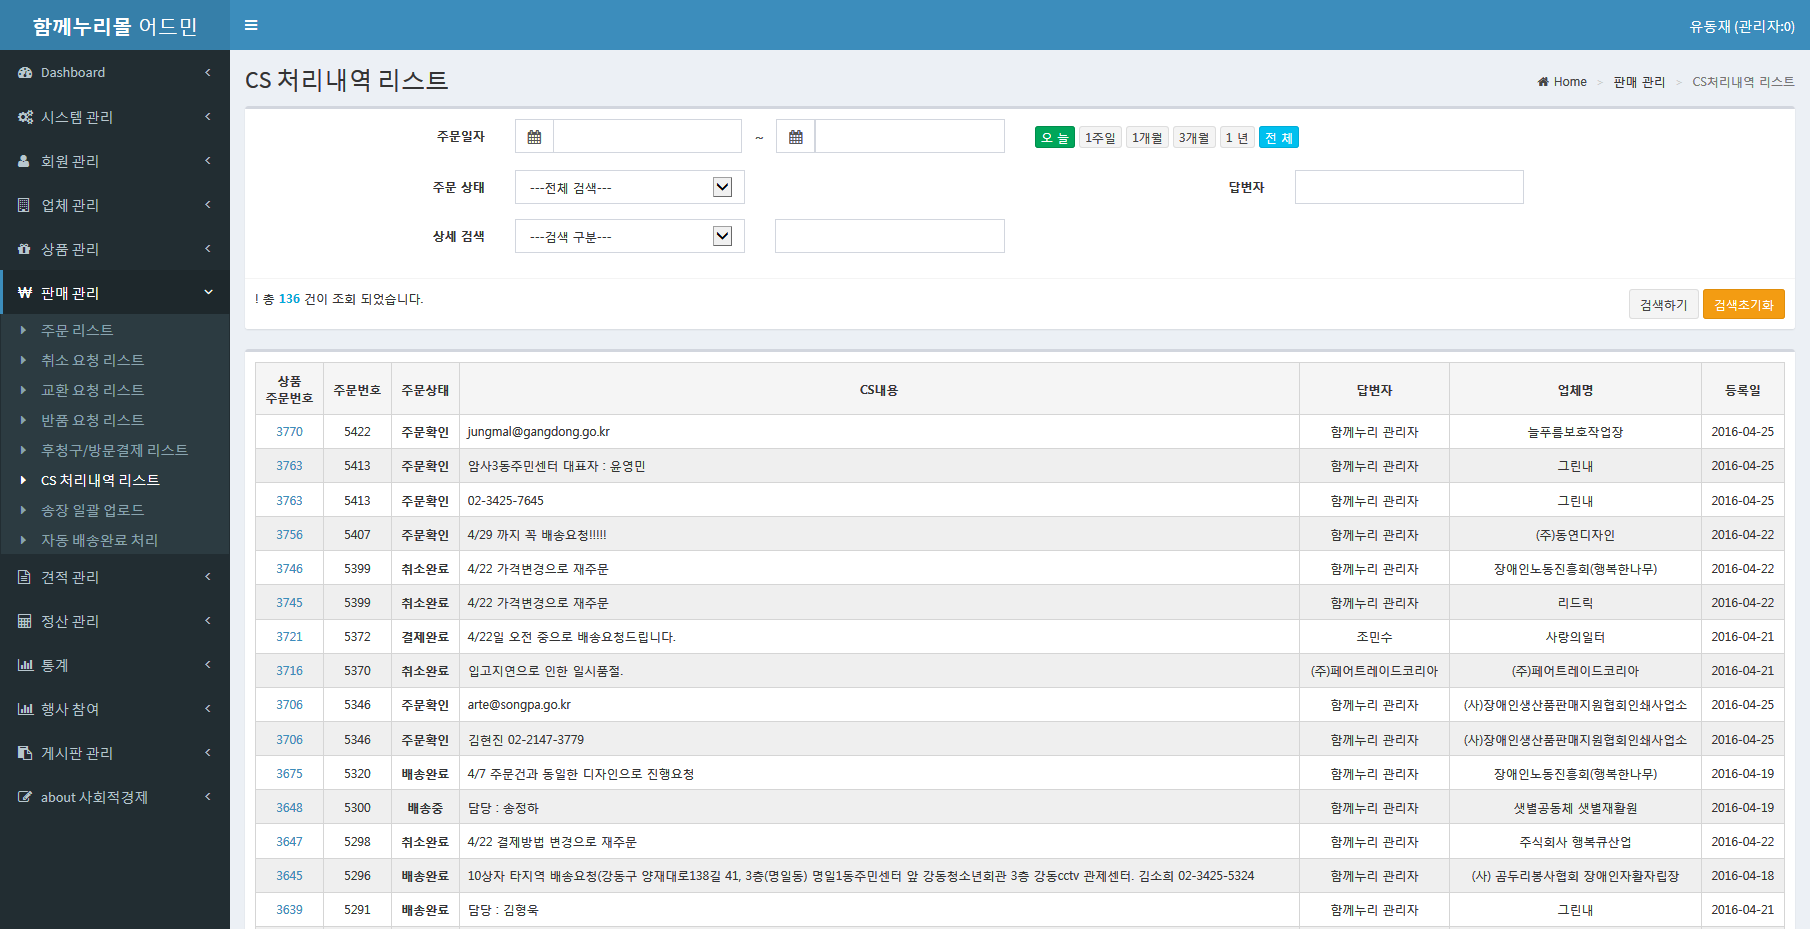 함께누리몰 어드민
유동재 (관리자:0)
Dashboard
시스템 관리
회원 관리
업체 관리
상품 관리
판매 관리
주문 리스트
취소 요청 리스트
교환 요청 리스트
반품 요청 리스트
후청구/방문결제 리스트
CS 처리내역 리스트
송장 일괄 업로드
자동 배송완료 처리
견적 관리
정산 관리
통계
행사 참여
게시판 관리
about 사회적경제
CS 처리내역 리스트
Home > 판매 관리 > CS처리내역 리스트
주문일자 ~ 오 늘 1주일 1개월 3개월 1 년 전 체
주문 상태 ---전체 검색--- 답변자
상세 검색 ---검색 구분---
! 총 136 건이 조회 되었습니다.
검색하기 검색초기화
상품 주문번호 주문번호 주문상태 CS내용 답변자 업체명 등록일
3770 5422 주문확인 jungmal@gangdong.go.kr 함께누리 관리자 늘푸름보호작업장 2016-04-25
3763 5413 주문확인 암사3동주민센터 대표자 : 윤영민 함께누리 관리자 그린내 2016-04-25
3763 5413 주문확인 02-3425-7645 함께누리 관리자 그린내 2016-04-25
3756 5407 주문확인 4/29 까지 꼭 배송요청!!!!! 함께누리 관리자 (주)동연디자인 2016-04-22
3746 5399 취소완료 4/22 가격변경으로 재주문 함께누리 관리자 장애인노동진흥회(행복한나무) 2016-04-22
3745 5399 취소완료 4/22 가격변경으로 재주문 함께누리 관리자 리드릭 2016-04-22
3721 5372 결제완료 4/22일 오전 중으로 배송요청드립니다. 조민수 사랑의일터 2016-04-21
3716 5370 취소완료 입고지연으로 인한 일시품절. (주)페어트레이드코리아 (주)페어트레이드코리아 2016-04-21
3706 5346 주문확인 arte@songpa.go.kr 함께누리 관리자 (사)장애인생산품판매지원협회인쇄사업소 2016-04-25
3706 5346 주문확인 김현진 02-2147-3779 함께누리 관리자 (사)장애인생산품판매지원협회인쇄사업소 2016-04-25
3675 5320 배송완료 4/7 주문건과 동일한 디자인으로 진행요청 함께누리 관리자 장애인노동진흥회(행복한나무) 2016-04-19
3648 5300 배송중 담당 : 송정하 함께누리 관리자 샛별공동체 샛별재활원 2016-04-19
3647 5298 취소완료 4/22 결제방법 변경으로 재주문 함께누리 관리자 주식회사 행복큐산업 2016-04-22
3645 5296 배송완료 10상자 타지역 배송요청(강동구 양재대로138길 41, 3층(명일동) 명일1동주민센터 앞 강동청소년회관 3층 강동cctv 관제센터. 김소희 02-3425-5324 함께누리 관리자 (사) 곰두리봉사협회 장애인자활자립장 2016-04-18
3639 5291 배송완료 담당 : 김형욱 함께누리 관리자 그린내 2016-04-21